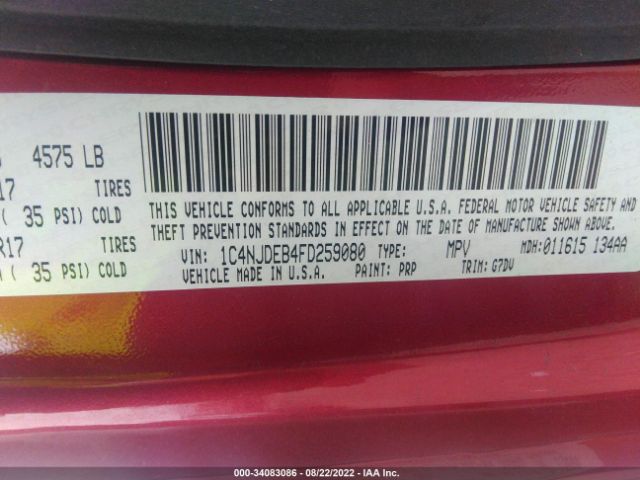 4575 LB
17 TIRES
35 PSI) COLD
R17 TIRES
35 PSI) COLD
THIS VEHICLE CONFORMS TO ALL APPLICABLE U.S.A. FEDERAL MOTOR VEHICLE SAFETY AND
THEFT PREVENTION STANDARDS IN EFFECT ON THE DATE OF MANUFACTURE SHOWN ABOVE.
VIN: 1C4NJDEB4FD259080 TYPE: MPV MDH:011615 134AA
VEHICLE MADE IN U.S.A. PAINT: PRP TRIM: G7DV
000-34083086 - 08/22/2022 - IAA Inc.